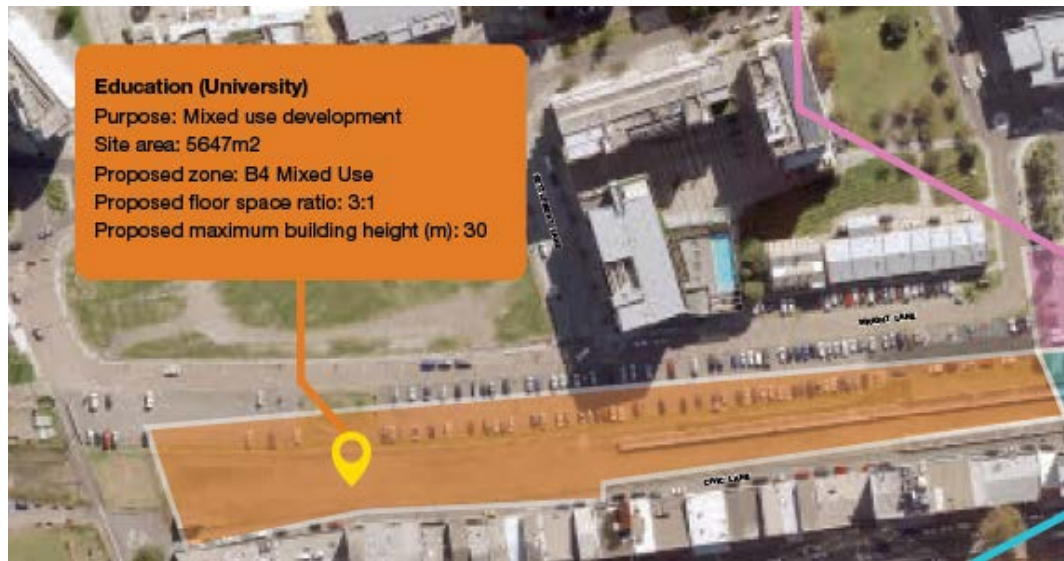 Education (University)
Purpose: Mixed use development
Site area: 5647m2
Proposed zone: B4 Mixed Use
Proposed floor space ratio: 3:1
Proposed maximum building height (m): 30
WRIGHT LANE
CIVIC LANE